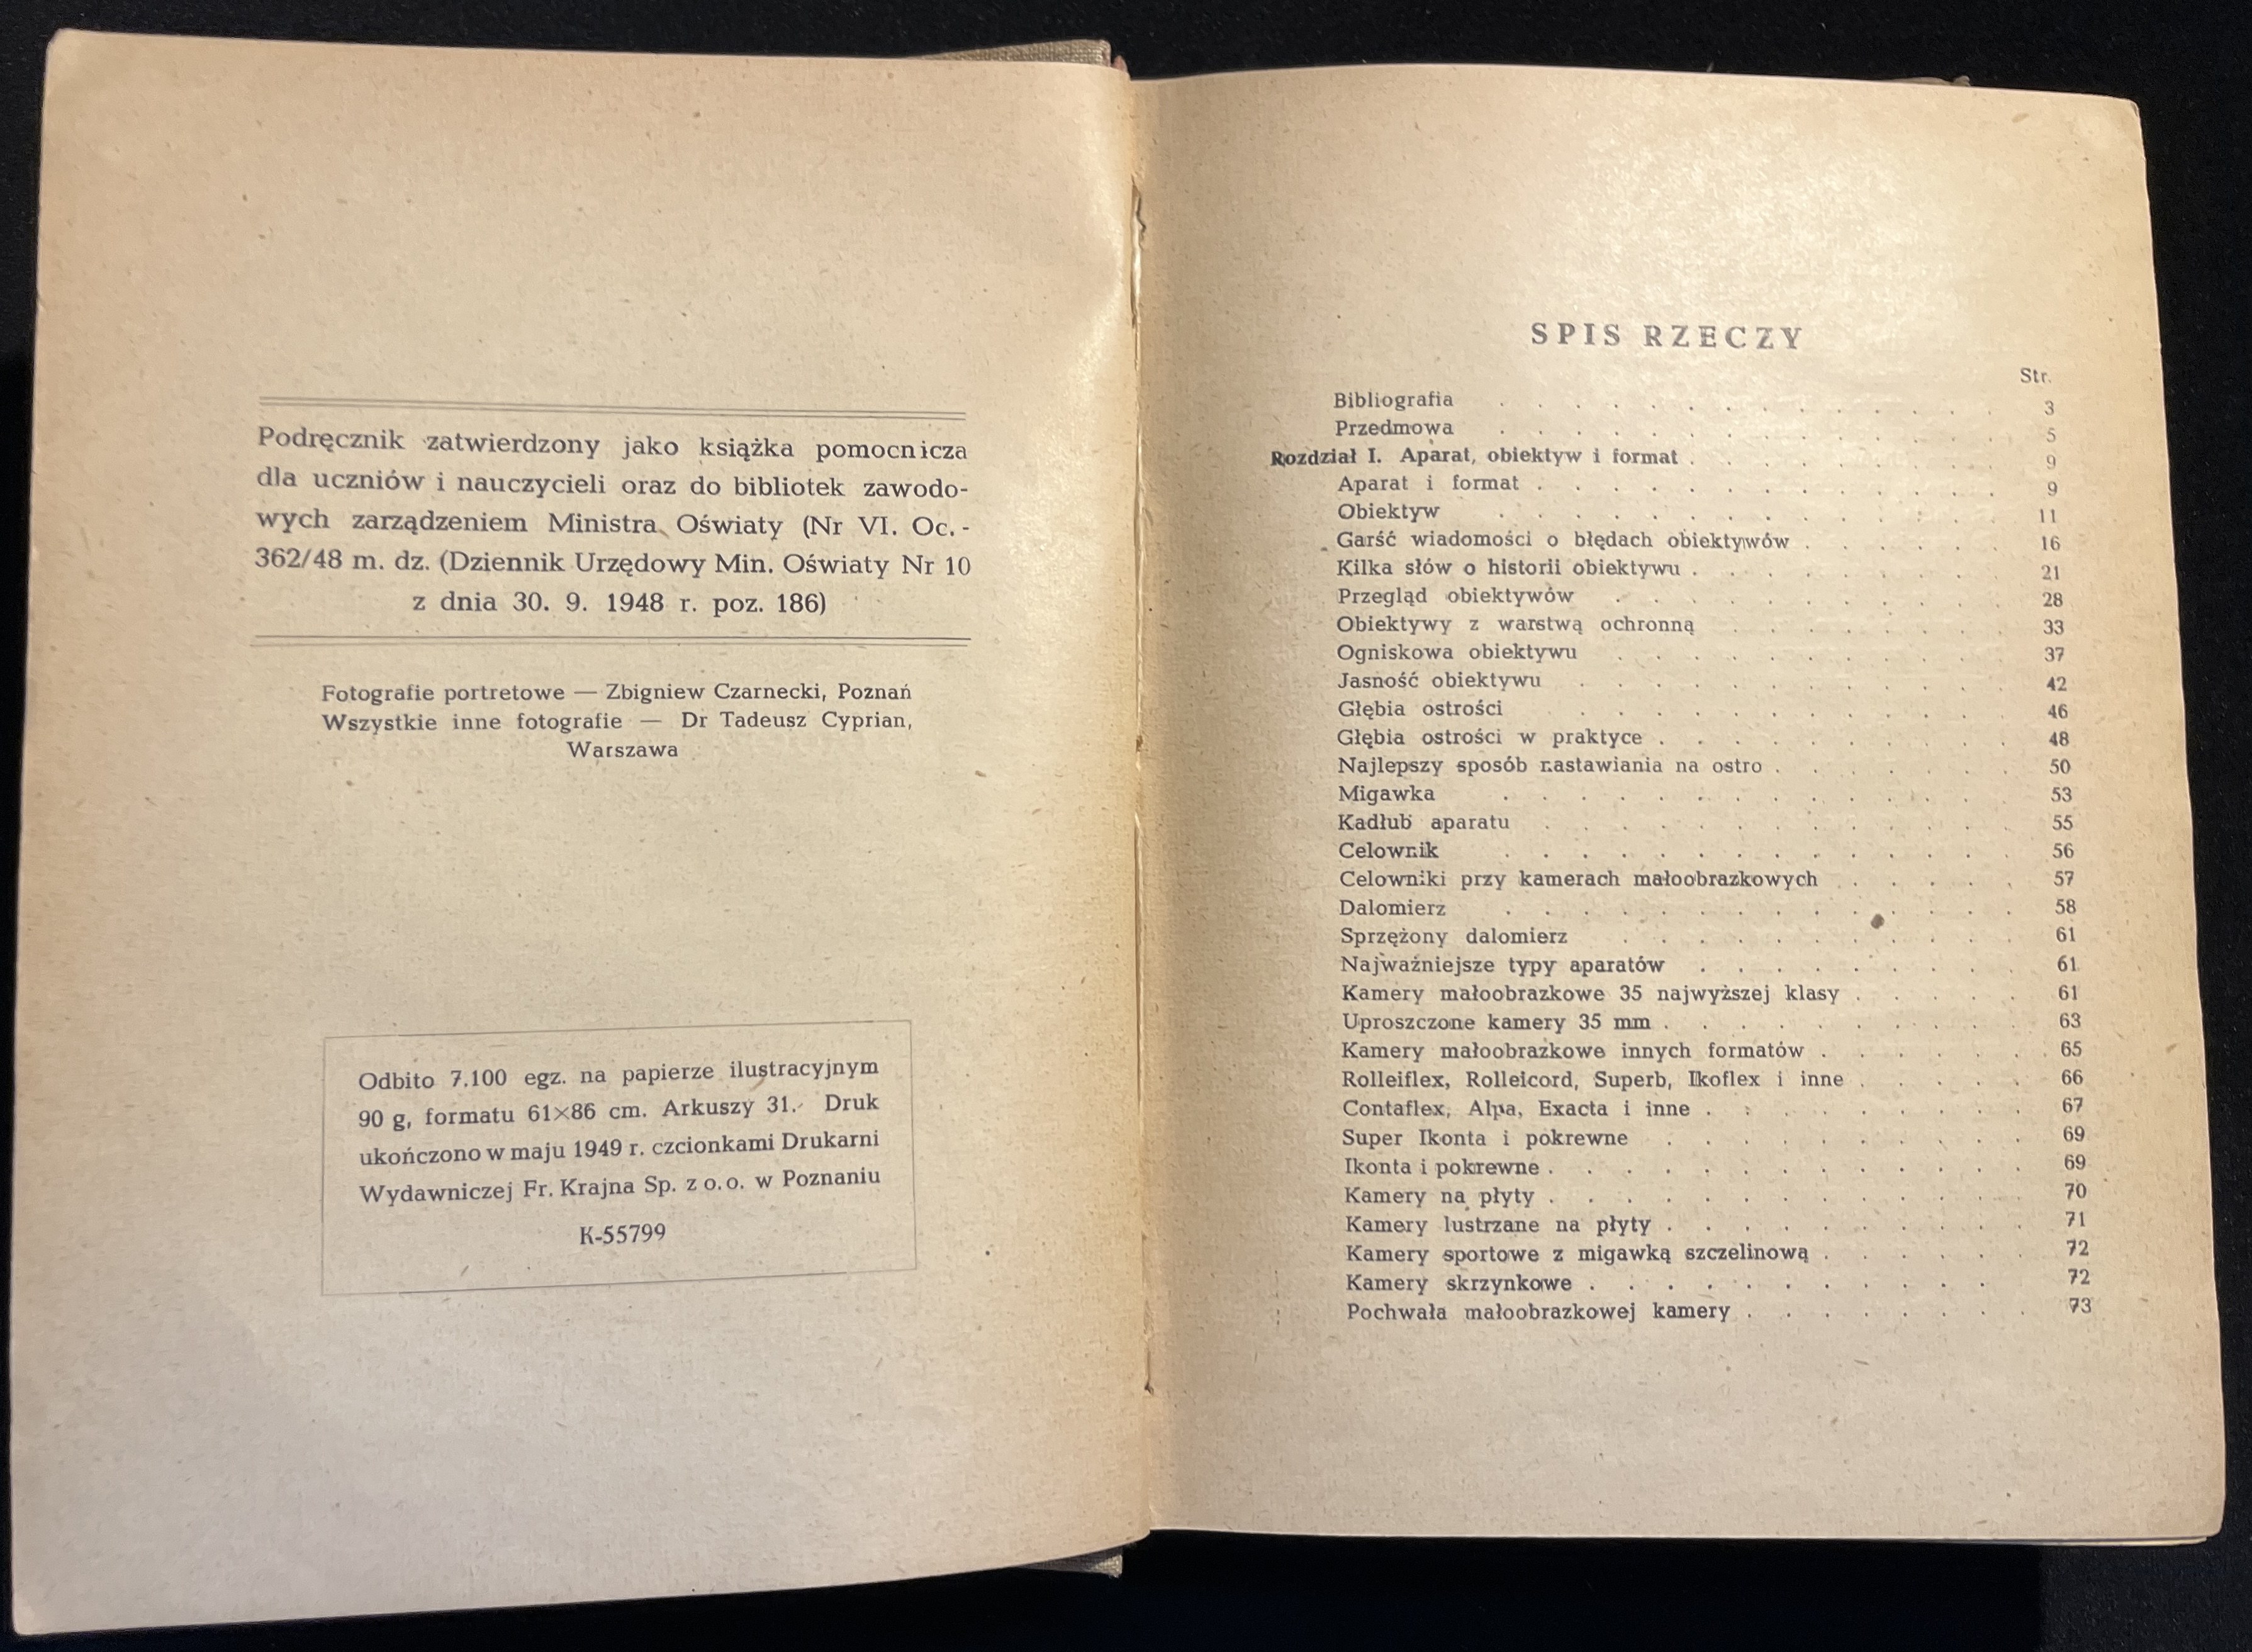 Podręcznik zatwierdzony jako książka pomocnicza
dla uczniów i nauczycieli oraz do bibliotek zawodo-
wych zarządzeniem Ministra Oświaty (Nr VI. Oc. -
362/48 m. dz. (Dziennik Urzędowy Min. Oświaty Nr 10
z dnia 30. 9. 1948 r. poz. 186)
Fotografie portretowe — Zbigniew Czarnecki, Poznań
Wszystkie inne fotografie — Dr Tadeusz Cyprian,
Warszawa
Odbito 7.100 egz. na papierze ilustracyjnym
90 g, formatu 61×86 cm. Arkuszy 31. Druk
ukończono w maju 1949 r. czcionkami Drukarni
Wydawniczej Fr. Krajna Sp. z o. o. w Poznaniu
K-55799
SPIS RZECZY
Str.
Bibliografia . . . . . . . . . . . . . . 3
Przedmowa . . . . . . . . . . . . . . 5
Rozdział I. Aparat, obiektyw i format . . . . . . . . . 9
Aparat i format . . . . . . . . . . . . . 9
Obiektyw . . . . . . . . . . . . . . 11
Garść wiadomości o błędach obiektywów . . . . . . 16
Kilka słów o historii obiektywu . . . . . . . . . 21
Przegląd obiektywów . . . . . . . . . . . 28
Obiektywy z warstwą ochronną . . . . . . . . 33
Ogniskowa obiektywu . . . . . . . . . . . 37
Jasność obiektywu . . . . . . . . . . . . 42
Głębia ostrości . . . . . . . . . . . . 46
Głębia ostrości w praktyce . . . . . . . . . . 48
Najlepszy sposób nastawiania na ostro . . . . . . . 50
Migawka . . . . . . . . . . . . . 53
Kadłub aparatu . . . . . . . . . . . . . 55
Celownik . . . . . . . . . . . . . . 56
Celowniki przy kamerach małoobrazkowych . . . . . 57
Dalomierz . . . . . . . . . . . . . . 58
Sprzężony dalomierz . . . . . . . . . . . 61
Najważniejsze typy aparatów . . . . . . . . . 61
Kamery małoobrazkowe 35 najwyższej klasy . . . . . 61
Uproszczone kamery 35 mm . . . . . . . . . . 63
Kamery małoobrazkowe innych formatów . . . . . . 65
Rolleiflex, Rolleicord, Superb, Ikoflex i inne . . . . . 66
Contaflex, Alpa, Exacta i inne . . . . . . . . . 67
Super Ikonta i pokrewne . . . . . . . . . . 69
Ikonta i pokrewne . . . . . . . . . . . . . 69
Kamery na płyty . . . . . . . . . . . . . 70
Kamery lustrzane na płyty . . . . . . . . . . 71
Kamery sportowe z migawką szczelinową . . . . . . 72
Kamery skrzynkowe . . . . . . . . . . . 72
Pochwała małoobrazkowej kamery . . . . . . . . 73